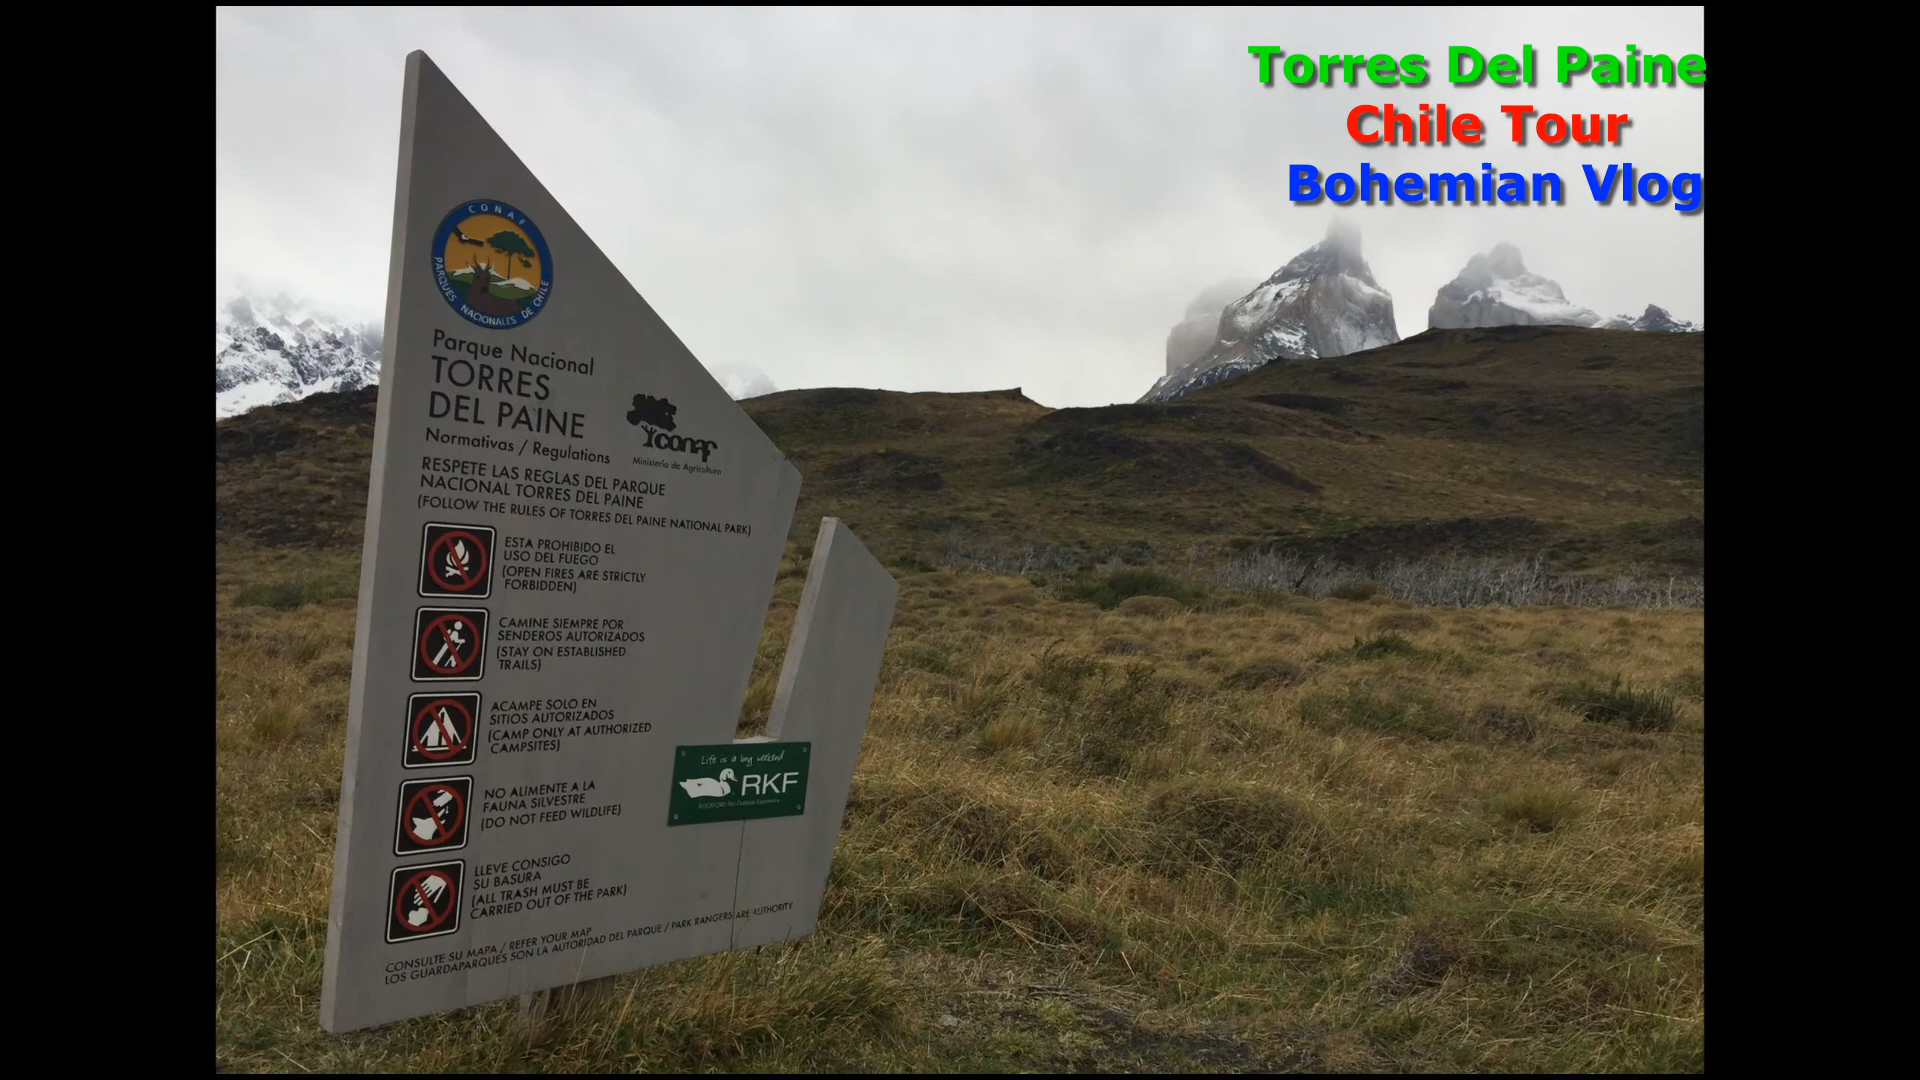 Torres Del Paine
Chile Tour
Bohemian Vlog
CONAF
PARQUES NACIONALES DE CHILE
Parque Nacional
TORRES
DEL PAINE
Normativas / Regulations
conaf
Ministerio de Agricultura
RESPETE LAS REGLAS DEL PARQUE
NACIONAL TORRES DEL PAINE
(FOLLOW THE RULES OF TORRES DEL PAINE NATIONAL PARK)
ESTA PROHIBIDO EL
USO DEL FUEGO
(OPEN FIRES ARE STRICTLY
FORBIDDEN)
CAMINE SIEMPRE POR
SENDEROS AUTORIZADOS
(STAY ON ESTABLISHED
TRAILS)
ACAMPE SOLO EN
SITIOS AUTORIZADOS
(CAMP ONLY AT AUTHORIZED
CAMPSITES)
NO ALIMENTE A LA
FAUNA SILVESTRE
(DO NOT FEED WILDLIFE)
LLEVE CONSIGO
SU BASURA
(ALL TRASH MUST BE
CARRIED OUT OF THE PARK)
CONSULTE SU MAPA / REFER YOUR MAP
LOS GUARDAPARQUES SON LA AUTORIDAD DEL PARQUE / PARK RANGERS ARE AUTHORITY
Life is a long weekend
RKF
ROCKFORD The Outdoor Experience